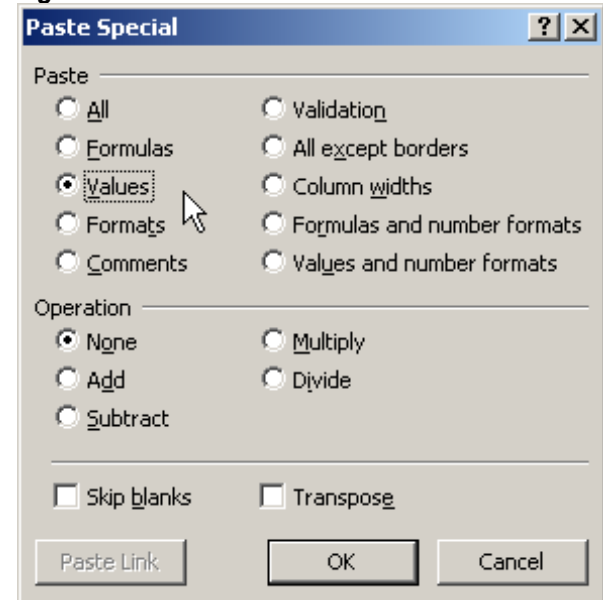 Paste Special
Paste
All Validation
Formulas All except borders
Values Column widths
Formats Formulas and number formats
Comments Values and number formats
Operation
None Multiply
Add Divide
Subtract
Skip blanks Transpose
Paste Link OK Cancel